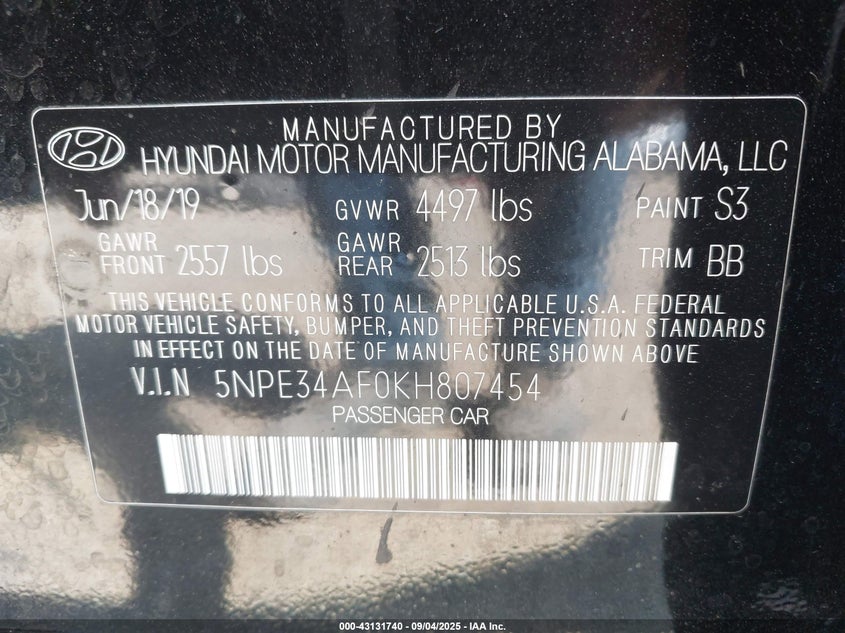 MANUFACTURED BY
HYUNDAI MOTOR MANUFACTURING ALABAMA, LLC
Jun/18/19 GVWR 4497 lbs PAINT S3
GAWR FRONT 2557 lbs GAWR REAR 2513 lbs TRIM BB
THIS VEHICLE CONFORMS TO ALL APPLICABLE U.S.A. FEDERAL
MOTOR VEHICLE SAFETY, BUMPER, AND THEFT PREVENTION STANDARDS
IN EFFECT ON THE DATE OF MANUFACTURE SHOWN ABOVE
V.I.N 5NPE34AF0KH807454
PASSENGER CAR
000-43131740 - 09/04/2025 - IAA Inc.